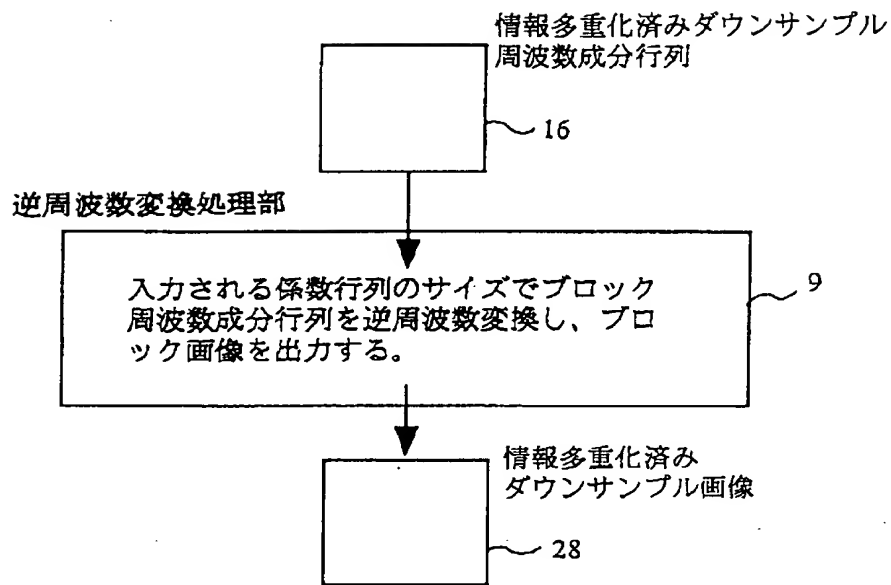 情報多重化済みダウンサンプル
周波数成分行列
16
逆周波数変換処理部
入力される係数行列のサイズでブロック
周波数成分行列を逆周波数変換し、ブロ
ック画像を出力する。
9
情報多重化済み
ダウンサンプル画像
28